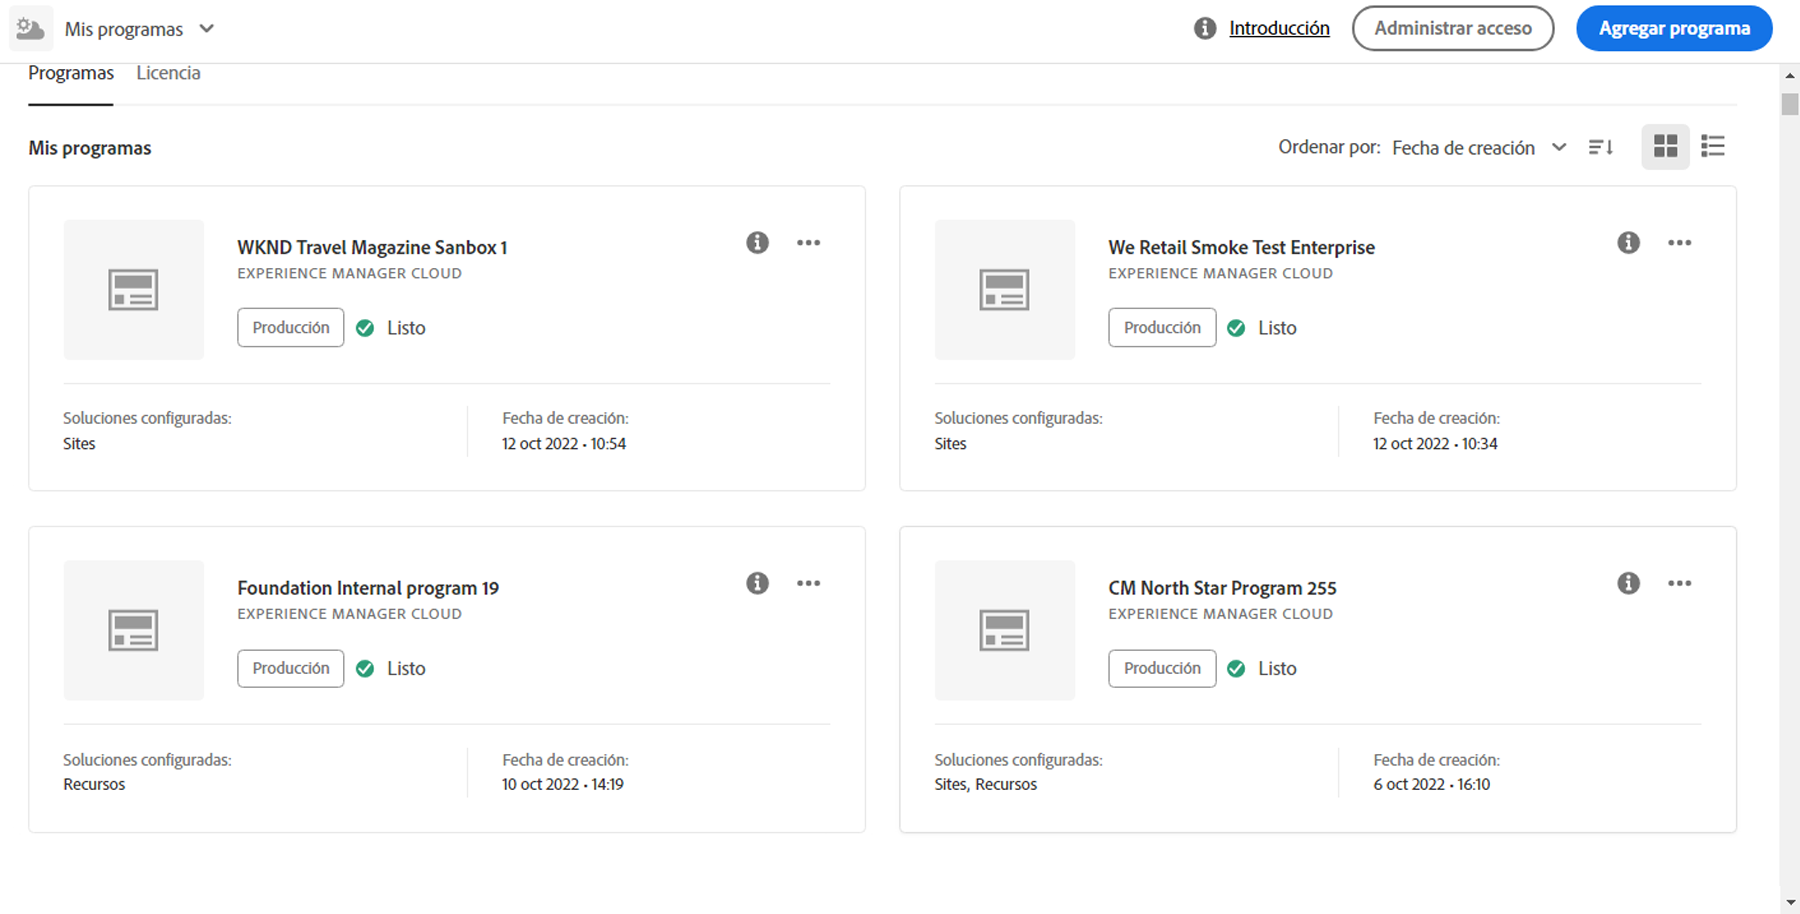 Mis programas
Introducción
Administrar acceso
Agregar programa
Programas
Licencia
Mis programas
Ordenar por: Fecha de creación
WKND Travel Magazine Sanbox 1
EXPERIENCE MANAGER CLOUD
Producción
Listo
Soluciones configuradas:
Sites
Fecha de creación:
12 oct 2022 • 10:54
We Retail Smoke Test Enterprise
EXPERIENCE MANAGER CLOUD
Producción
Listo
Soluciones configuradas:
Sites
Fecha de creación:
12 oct 2022 • 10:34
Foundation Internal program 19
EXPERIENCE MANAGER CLOUD
Producción
Listo
Soluciones configuradas:
Recursos
Fecha de creación:
10 oct 2022 • 14:19
CM North Star Program 255
EXPERIENCE MANAGER CLOUD
Producción
Listo
Soluciones configuradas:
Sites, Recursos
Fecha de creación:
6 oct 2022 • 16:10